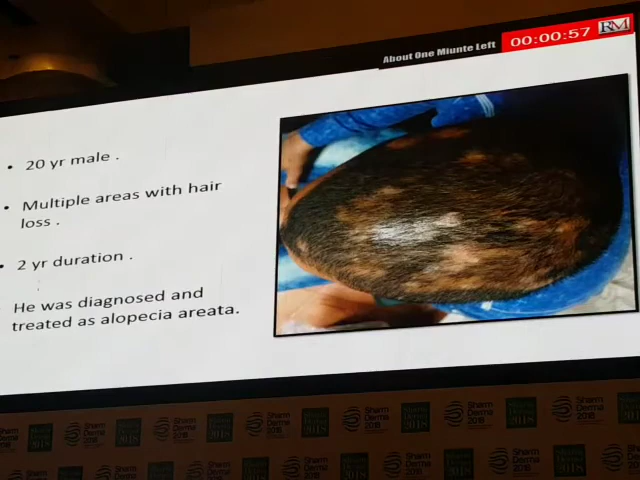 About One Miunte Left 00:00:57 RM
• 20 yr male .
• Multiple areas with hair
loss .
• 2 yr duration .
He was diagnosed and
treated as alopecia areata.
Sharm
Derma
2018